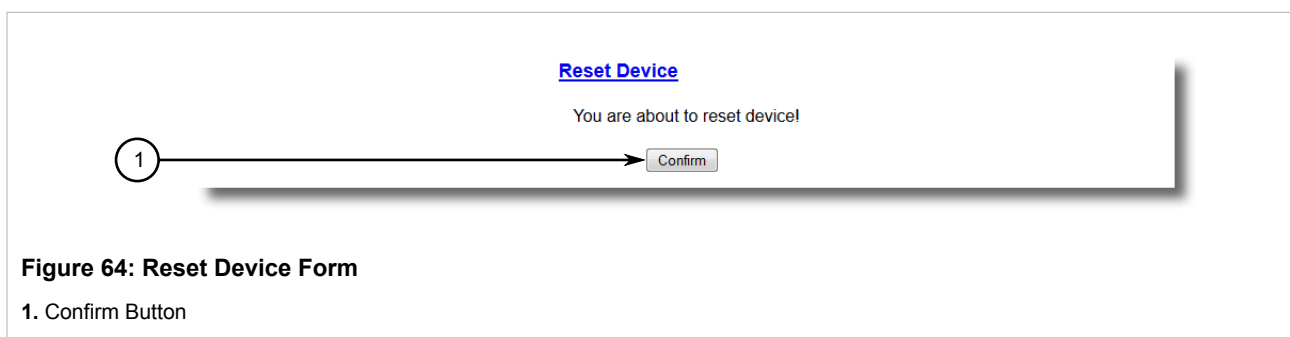 Reset Device
You are about to reset device!
1
Confirm
Figure 64: Reset Device Form
1. Confirm Button